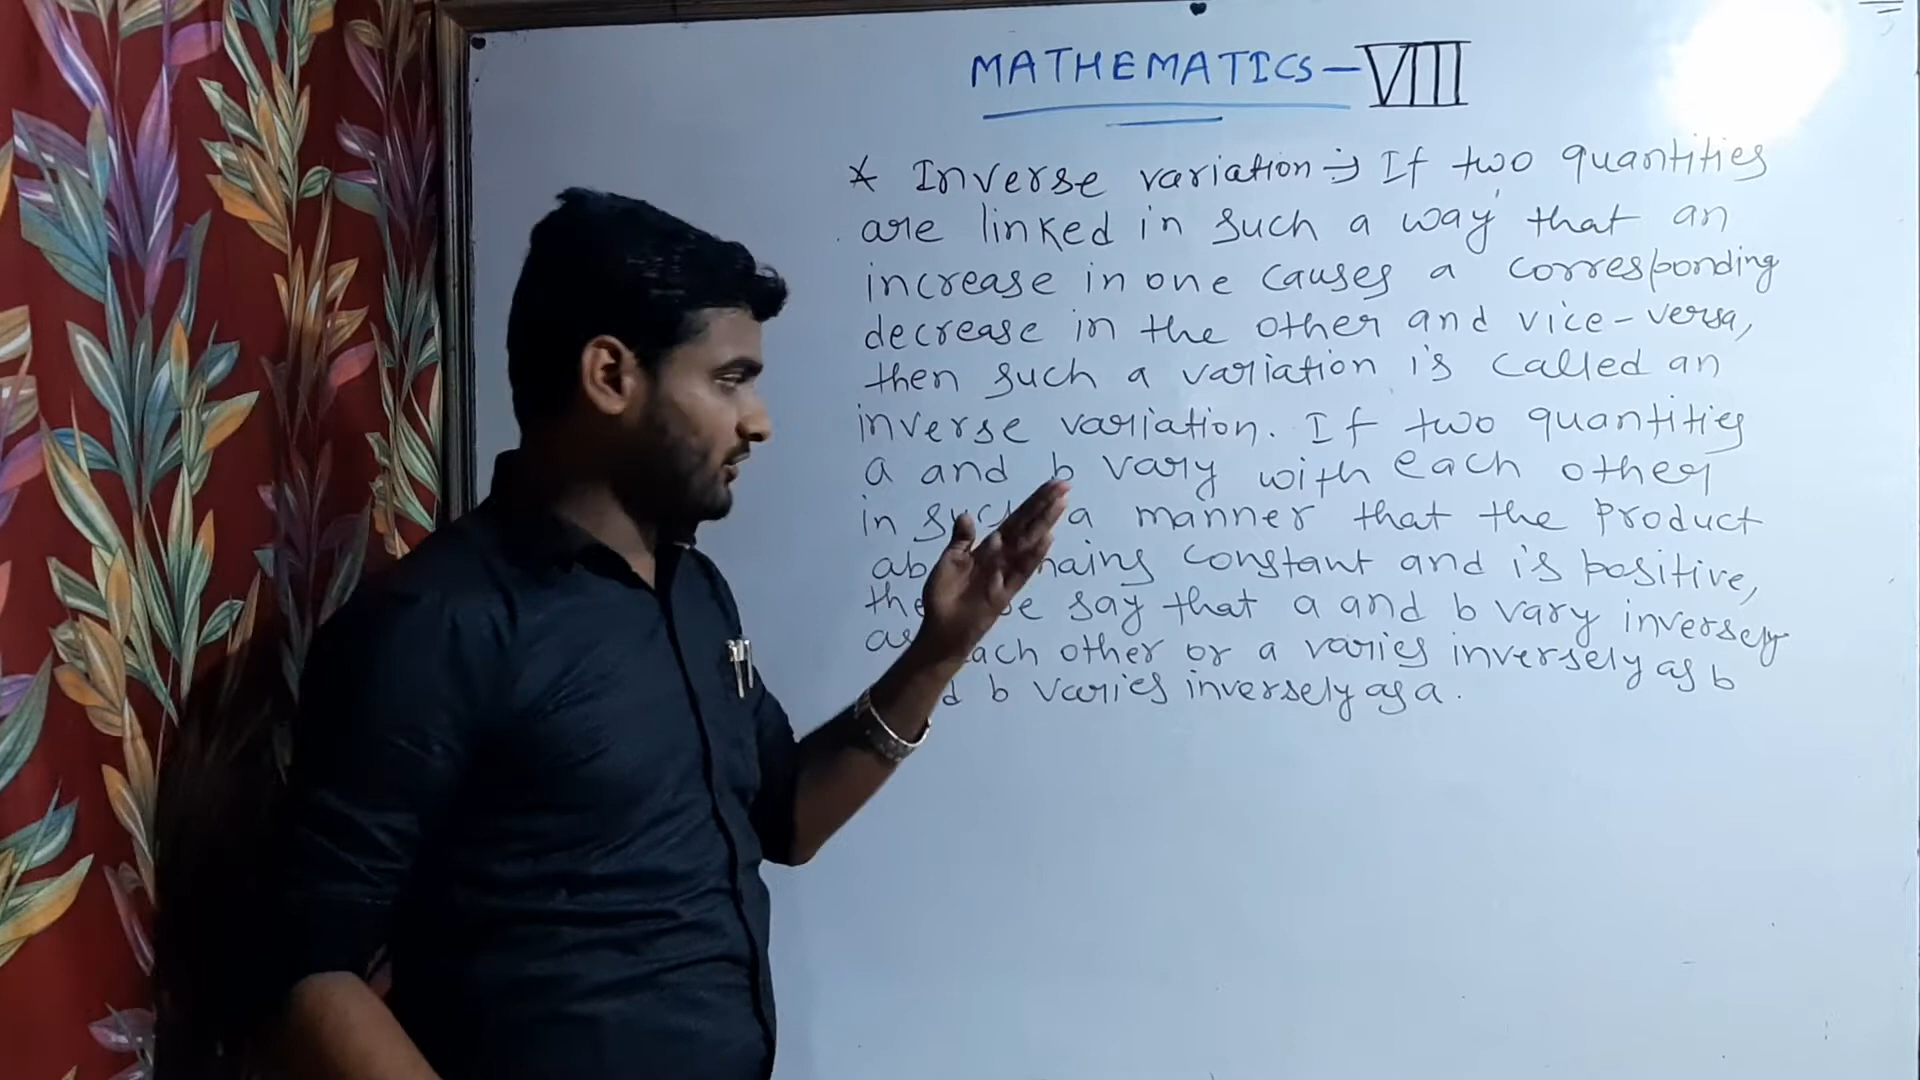 MATHEMATICS - VIII
* Inverse variation → If two quantities
are linked in such a way that an
increase in one causes a corresponding
decrease in the other and vice-versa,
then such a variation is called an
inverse variation. If two quantities
a and b vary with each other
in such a manner that the product
ab constant and is positive,
say that a and b vary inversely
as each other or a varies inversely as b
b varies inversely as a.